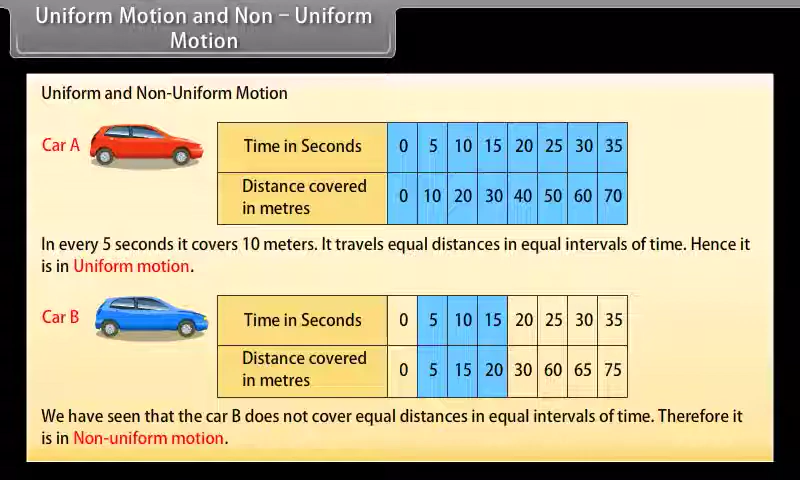 Uniform Motion and Non – Uniform
Motion
Uniform and Non-Uniform Motion
Car A
Time in Seconds 0 5 10 15 20 25 30 35
Distance covered
in metres 0 10 20 30 40 50 60 70
In every 5 seconds it covers 10 meters. It travels equal distances in equal intervals of time. Hence it
is in Uniform motion.
Car B
Time in Seconds 0 5 10 15 20 25 30 35
Distance covered
in metres 0 5 15 20 30 60 65 75
We have seen that the car B does not cover equal distances in equal intervals of time. Therefore it
is in Non-uniform motion.